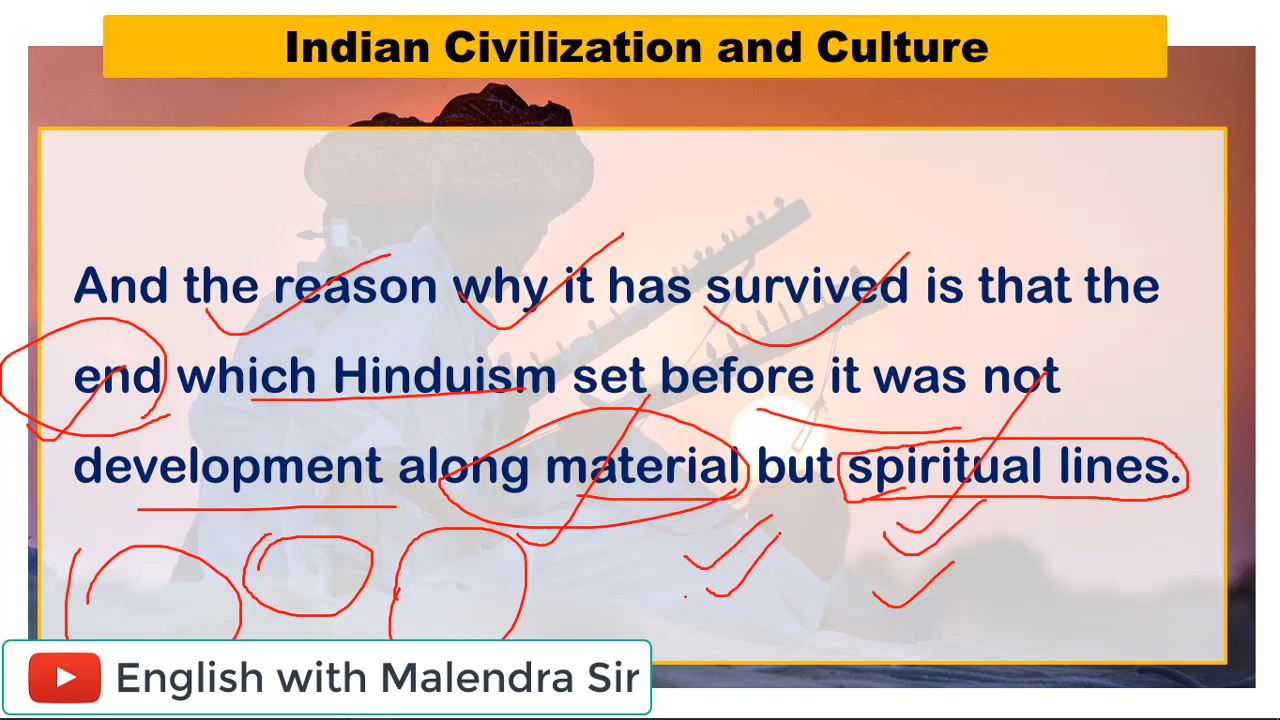 Indian Civilization and Culture
And the reason why it has survived is that the
end which Hinduism set before it was not
development along material but spiritual lines.
English with Malendra Sir